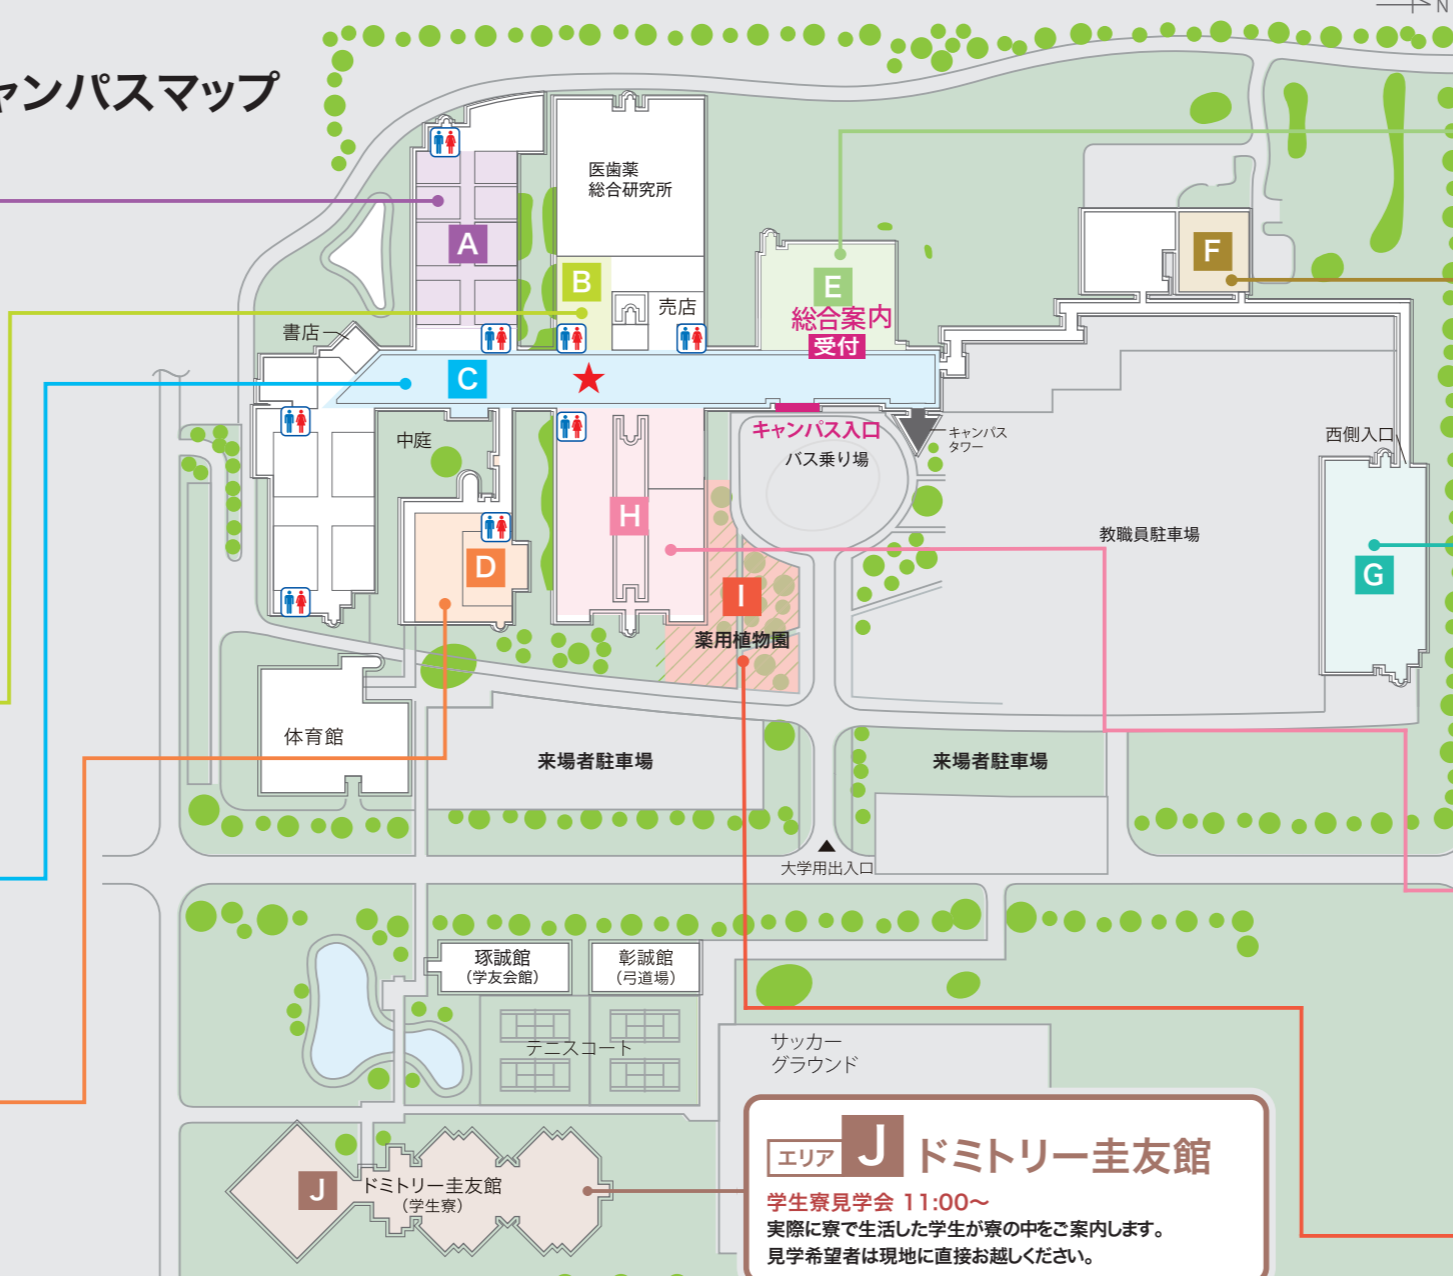 N
ャンパスマップ
医歯薬
総合研究所
A
B
売店
E
総合案内
受付
F
書店
C
中庭
キャンパス入口
バス乗り場
キャンパス
タワー
西側入口
H
D
I
薬用植物園
教職員駐車場
G
体育館
来場者駐車場
来場者駐車場
大学用出入口
琢誠館
(学友会館)
彰誠館
(弓道場)
テニスコート
サッカー
グラウンド
J
ドミトリー圭友館
(学生寮)
エリア J ドミトリー圭友館
学生寮見学会 11:00〜
実際に寮で生活した学生が寮の中をご案内します。
見学希望者は現地に直接お越しください。